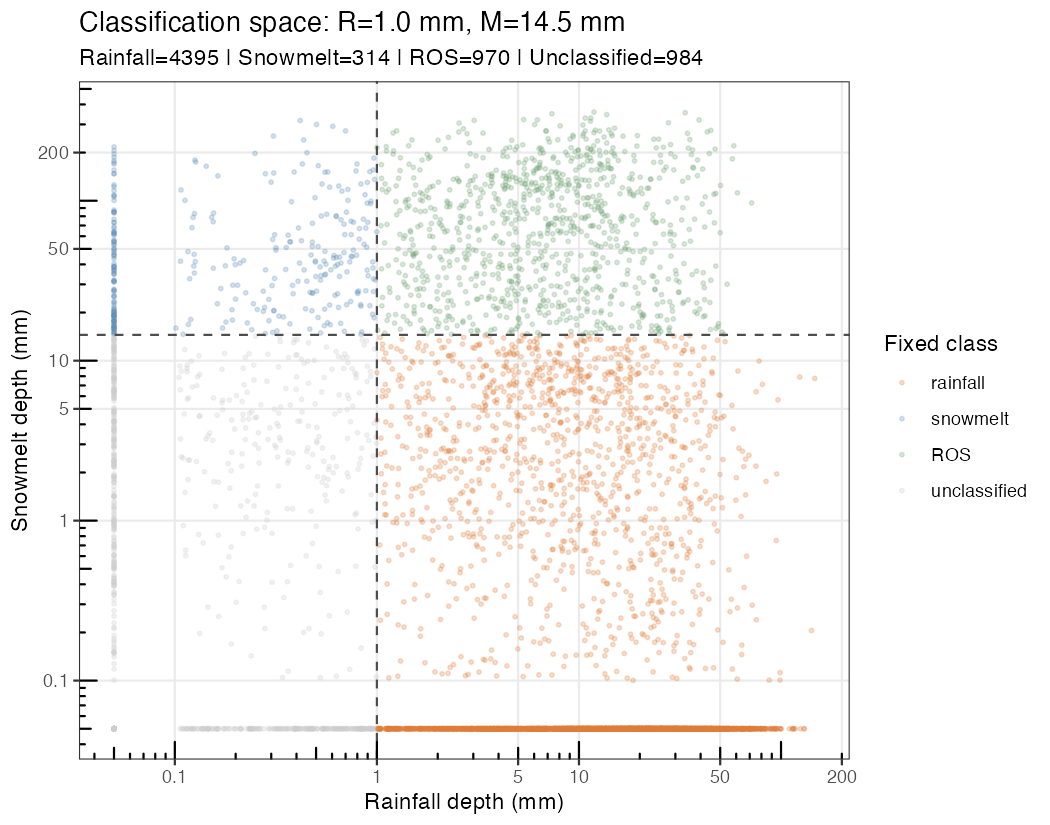 Classification space: R=1.0 mm, M=14.5 mm
Rainfall=4395 | Snowmelt=314 | ROS=970 | Unclassified=984
Snowmelt depth (mm)
200
50
10
5
1
0.1
0.1
1
5
10
50
200
Rainfall depth (mm)
Fixed class
rainfall
snowmelt
ROS
unclassified